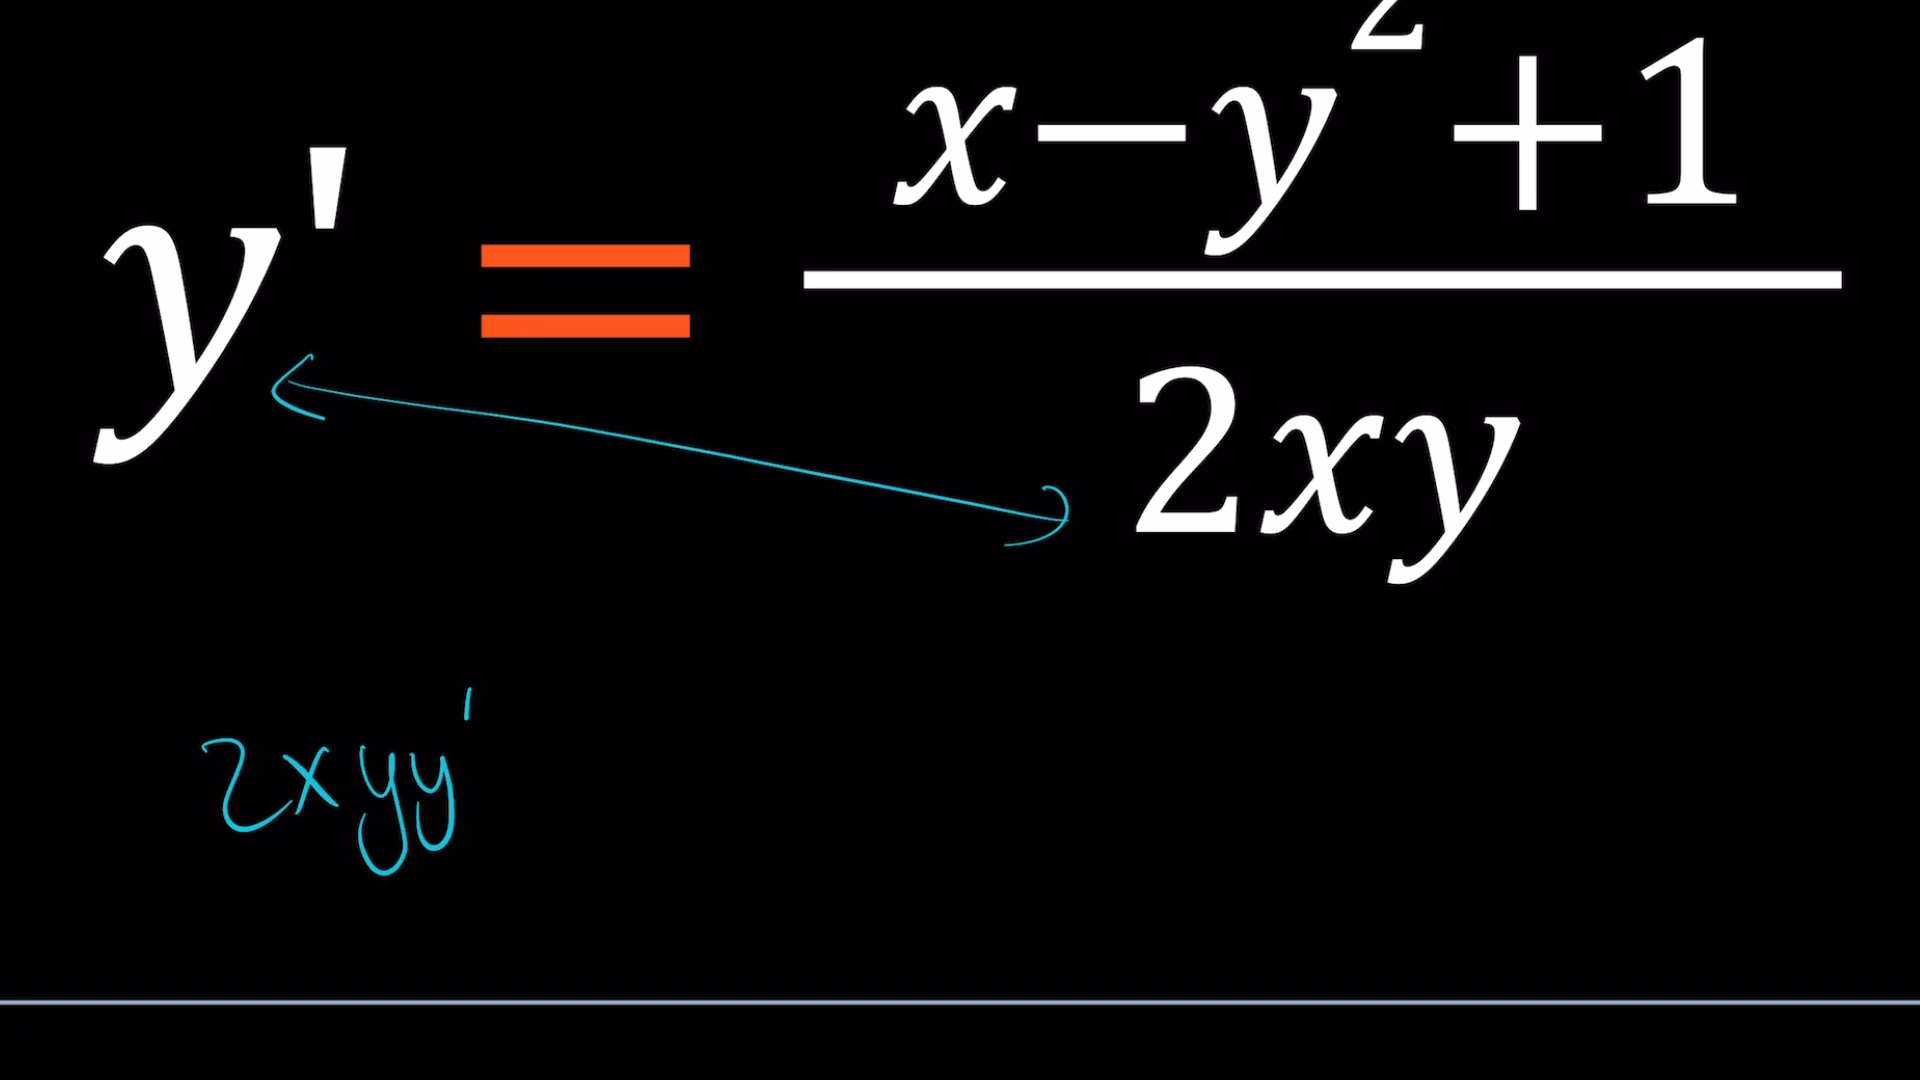 y' = x−y²+1 / 2xy
2xyy'